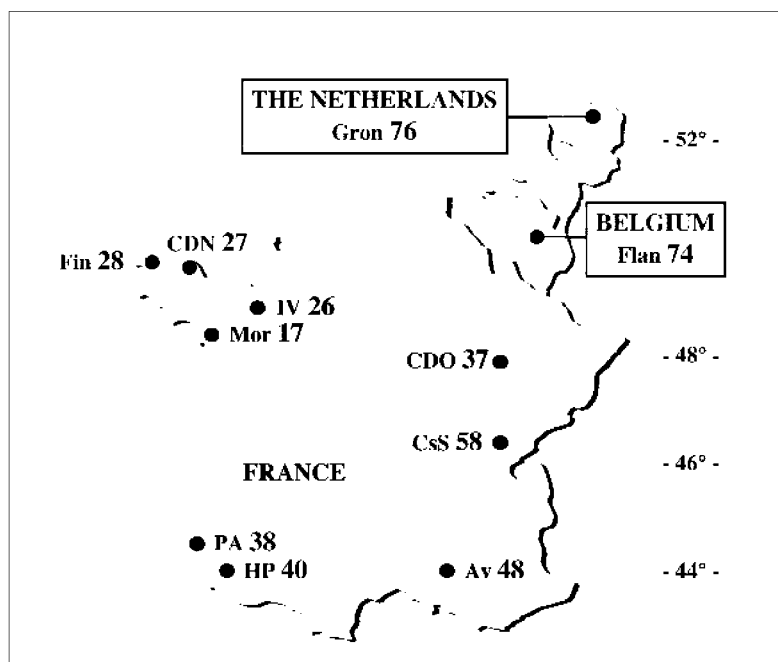 THE NETHERLANDS
Gron 76
- 52° -
BELGIUM
Flan 74
CDN 27
Fin 28
IV 26
Mor 17
CDO 37
- 48° -
CsS 58
- 46° -
FRANCE
PA 38
HP 40
Av 48
- 44° -